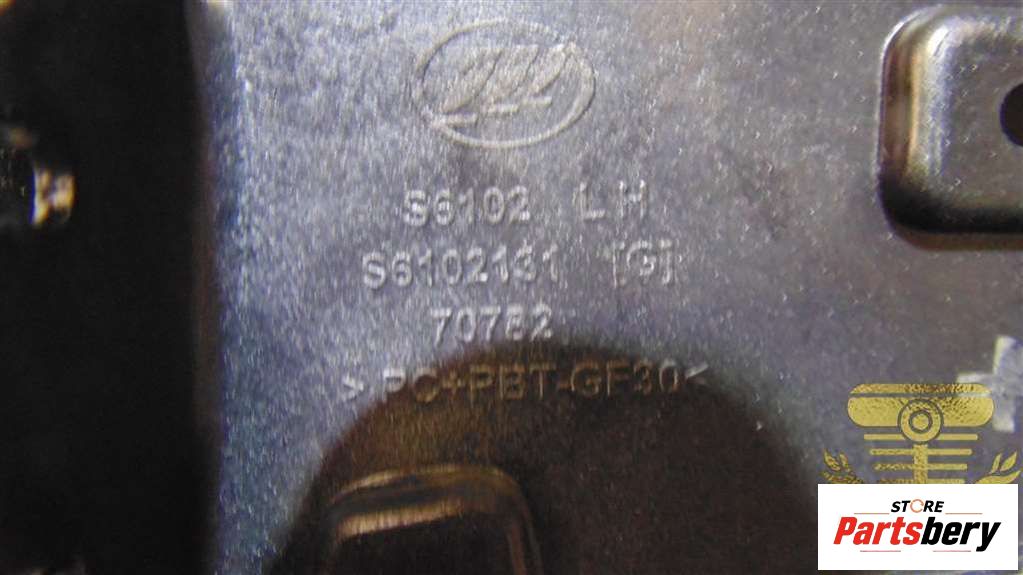 S6102 LH
S6102131 [G]
70782
>PC+PBT-GF30<
STORE
Partsbery